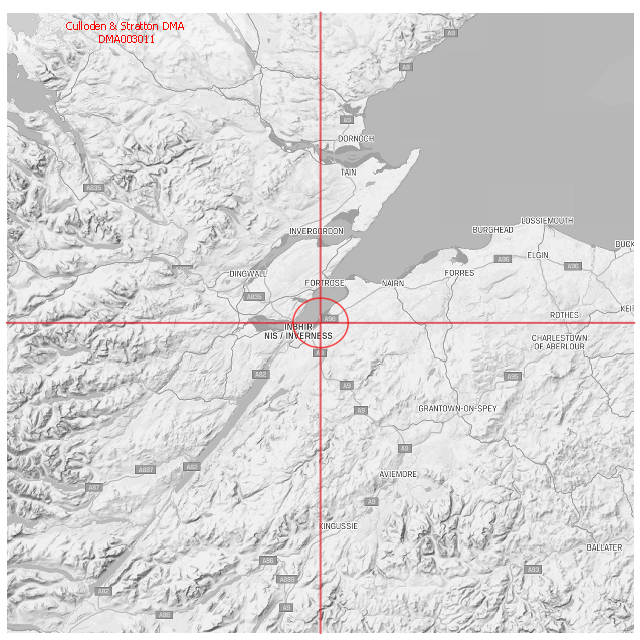 Culloden & Stratton DMA
DMA003011
A9
A9
A9
DORNOCH
TAIN
A835
LOSSIEMOUTH
INVERGORDON
BURGHEAD
BUCK
ELGIN
A96
A96
DINGWALL
FORRES
FORTROSE
NAIRN
A835
KEI
ROTHES
A96
INBHIR
NIS / INVERNESS
CHARLESTOWN
OF ABERLOUR
A9
A82
A95
A9
A9
GRANTOWN-ON-SPEY
A9
A82
A887
AVIEMORE
A87
A9
KINGUSSIE
BALLATER
A86
A93
A889
A82
A9
A86